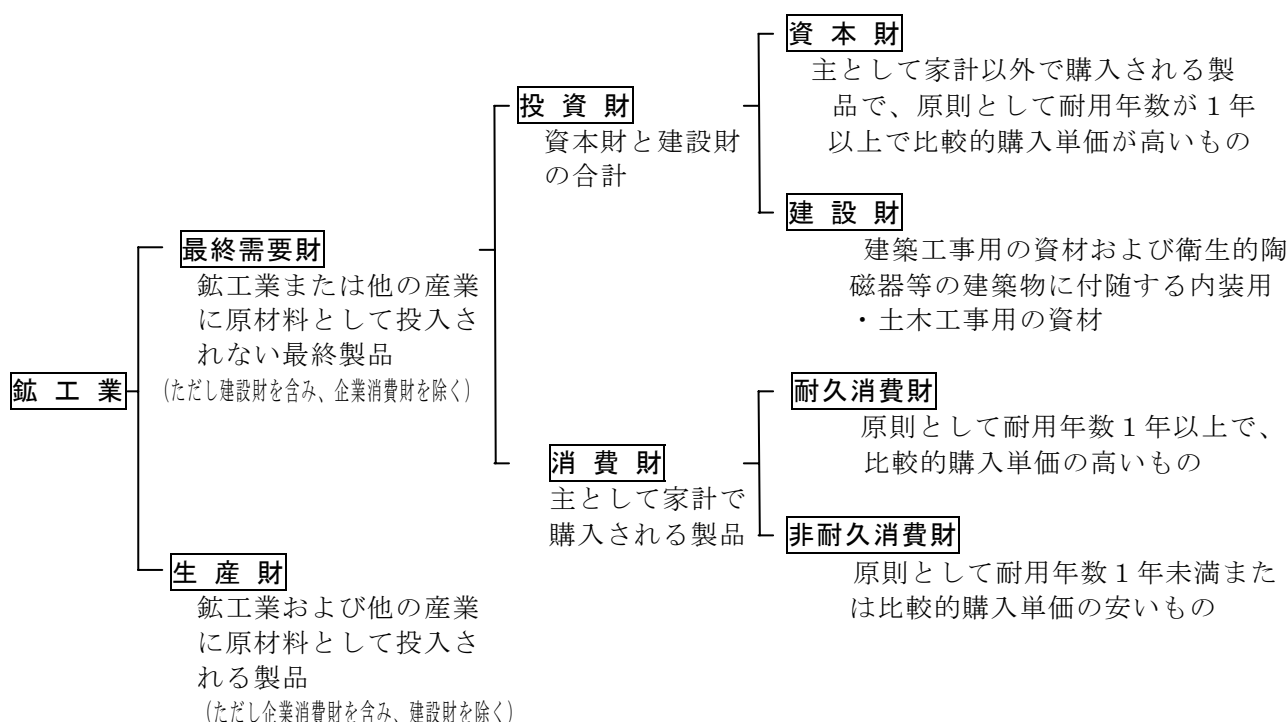 鉱 工 業
最終需要財
鉱工業または他の産業
に原材料として投入さ
れない最終製品
(ただし建設財を含み、企業消費財を除く)
投 資 財
資本財と建設財
の合計
資 本 財
主として家計以外で購入される製
品で、原則として耐用年数が１年
以上で比較的購入単価が高いもの
建 設 財
建築工事用の資材および衛生的陶
磁器等の建築物に付随する内装用
・土木工事用の資材
消 費 財
主として家計で
購入される製品
耐久消費財
原則として耐用年数１年以上で、
比較的購入単価の高いもの
非耐久消費財
原則として耐用年数１年未満また
は比較的購入単価の安いもの
生 産 財
鉱工業および他の産業
に原材料として投入さ
れる製品
(ただし企業消費財を含み、建設財を除く)